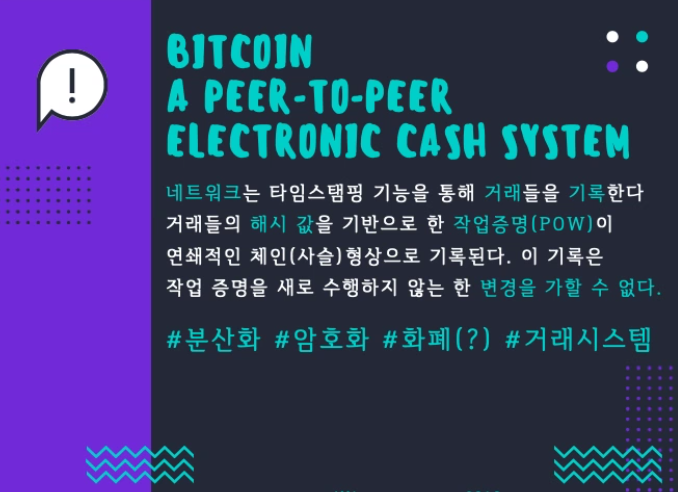 !
BITCOIN
A PEER-TO-PEER
ELECTRONIC CASH SYSTEM
네트워크는 타임스탬핑 기능을 통해 거래들을 기록한다
거래들의 해시 값을 기반으로 한 작업증명(POW)이
연쇄적인 체인(사슬)형상으로 기록된다. 이 기록은
작업 증명을 새로 수행하지 않는 한 변경을 가할 수 없다.
#분산화 #암호화 #화폐(?) #거래시스템